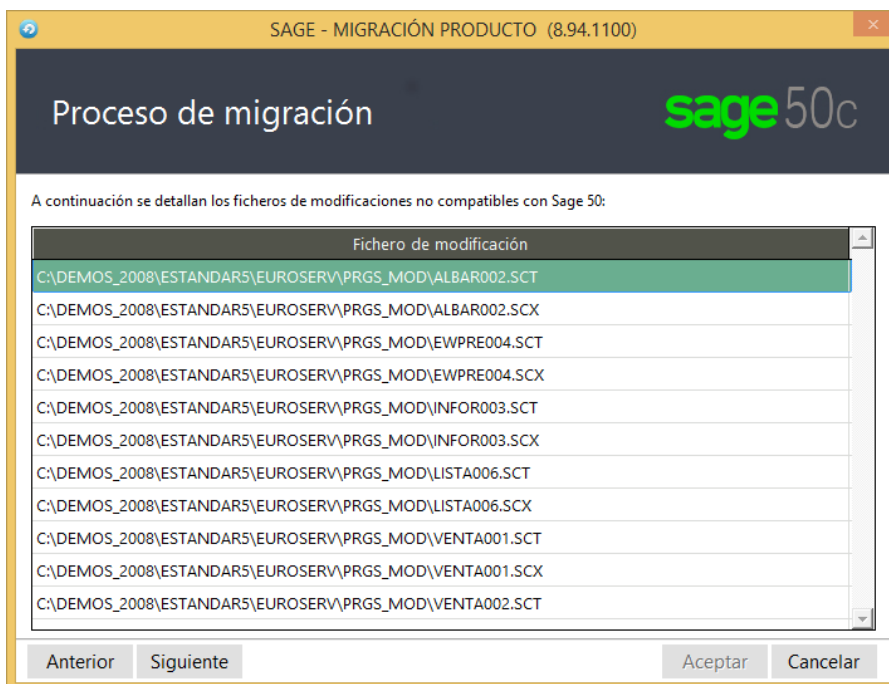 SAGE - MIGRACIÓN PRODUCTO (8.94.1100)
Proceso de migración
sage 50c
A continuación se detallan los ficheros de modificaciones no compatibles con Sage 50:
Fichero de modificación
C:\DEMOS_2008\ESTANDAR5\EUROSERV\PRGS_MOD\ALBAR002.SCT
C:\DEMOS_2008\ESTANDAR5\EUROSERV\PRGS_MOD\ALBAR002.SCX
C:\DEMOS_2008\ESTANDAR5\EUROSERV\PRGS_MOD\EWPRE004.SCT
C:\DEMOS_2008\ESTANDAR5\EUROSERV\PRGS_MOD\EWPRE004.SCX
C:\DEMOS_2008\ESTANDAR5\EUROSERV\PRGS_MOD\INFOR003.SCT
C:\DEMOS_2008\ESTANDAR5\EUROSERV\PRGS_MOD\INFOR003.SCX
C:\DEMOS_2008\ESTANDAR5\EUROSERV\PRGS_MOD\LISTA006.SCT
C:\DEMOS_2008\ESTANDAR5\EUROSERV\PRGS_MOD\LISTA006.SCX
C:\DEMOS_2008\ESTANDAR5\EUROSERV\PRGS_MOD\VENTA001.SCT
C:\DEMOS_2008\ESTANDAR5\EUROSERV\PRGS_MOD\VENTA001.SCX
C:\DEMOS_2008\ESTANDAR5\EUROSERV\PRGS_MOD\VENTA002.SCT
Anterior Siguiente Aceptar Cancelar